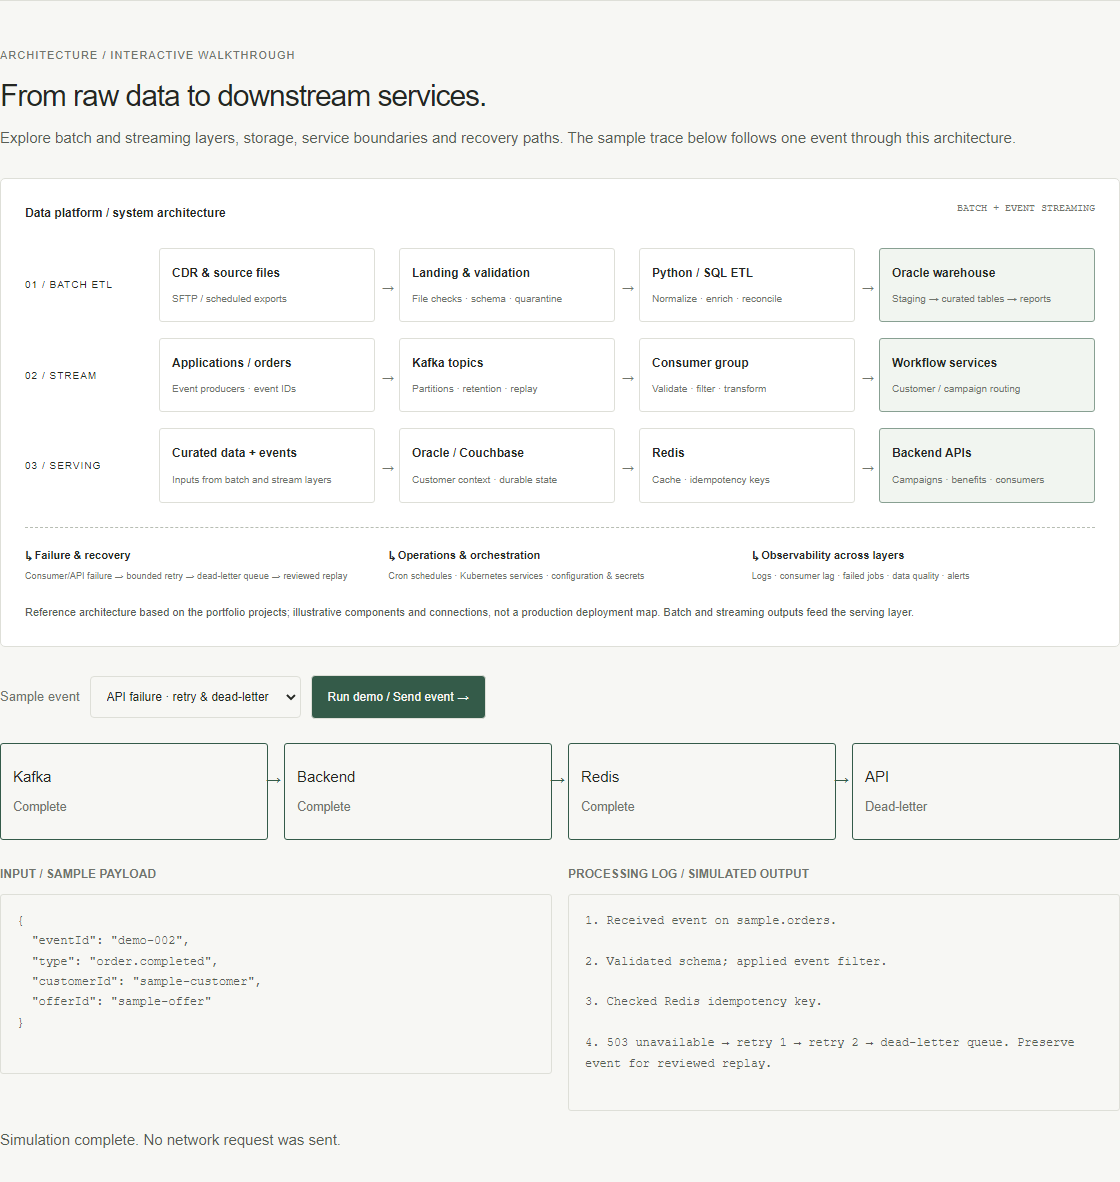 ARCHITECTURE / INTERACTIVE WALKTHROUGH
From raw data to downstream services.
Explore batch and streaming layers, storage, service boundaries and recovery paths. The sample trace below follows one event through this architecture.
Data platform / system architecture
BATCH + EVENT STREAMING
01 / BATCH ETL
CDR & source files
SFTP / scheduled exports
→
Landing & validation
File checks · schema · quarantine
→
Python / SQL ETL
Normalize · enrich · reconcile
→
Oracle warehouse
Staging → curated tables → reports
02 / STREAM
Applications / orders
Event producers · event IDs
→
Kafka topics
Partitions · retention · replay
→
Consumer group
Validate · filter · transform
→
Workflow services
Customer / campaign routing
03 / SERVING
Curated data + events
Inputs from batch and stream layers
→
Oracle / Couchbase
Customer context · durable state
→
Redis
Cache · idempotency keys
→
Backend APIs
Campaigns · benefits · consumers
↳ Failure & recovery
Consumer/API failure → bounded retry → dead-letter queue → reviewed replay
↳ Operations & orchestration
Cron schedules · Kubernetes services · configuration & secrets
↳ Observability across layers
Logs · consumer lag · failed jobs · data quality · alerts
Reference architecture based on the portfolio projects; illustrative components and connections, not a production deployment map. Batch and streaming outputs feed the serving layer.
Sample event
API failure · retry & dead-letter
Run demo / Send event →
Kafka
Complete
→
Backend
Complete
→
Redis
Complete
→
API
Dead-letter
INPUT / SAMPLE PAYLOAD
{
"eventId": "demo-002",
"type": "order.completed",
"customerId": "sample-customer",
"offerId": "sample-offer"
}
PROCESSING LOG / SIMULATED OUTPUT
1. Received event on sample.orders.
2. Validated schema; applied event filter.
3. Checked Redis idempotency key.
4. 503 unavailable → retry 1 → retry 2 → dead-letter queue. Preserve
event for reviewed replay.
Simulation complete. No network request was sent.